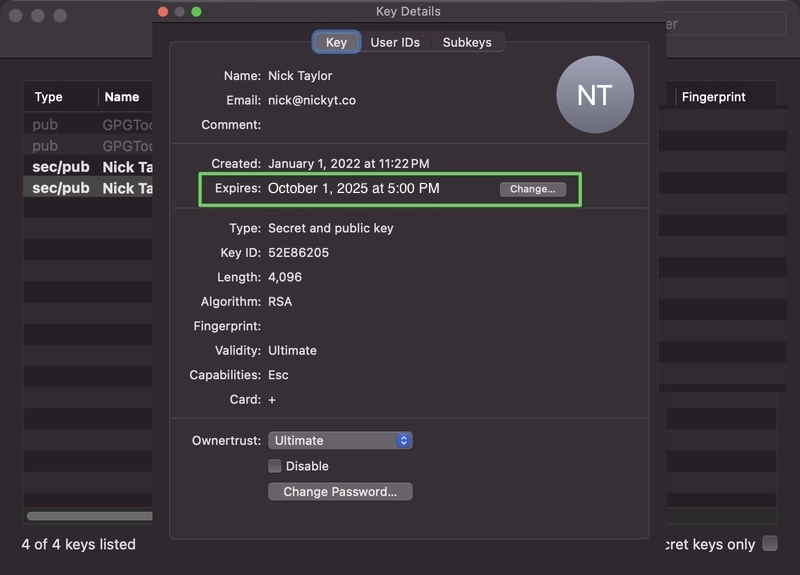 Key Details
er
Key User IDs Subkeys
Type Name
Name: Nick Taylor
Email: nick@nickyt.co
Comment:
NT
Fingerprint
pub GPGToo
pub GPGToo
sec/pub Nick Ta
sec/pub Nick Ta
Created: January 1, 2022 at 11:22 PM
Expires: October 1, 2025 at 5:00 PM Change...
Type: Secret and public key
Key ID: 52E86205
Length: 4,096
Algorithm: RSA
Fingerprint:
Validity: Ultimate
Capabilities: Esc
Card: +
Ownertrust: Ultimate
Disable
Change Password...
4 of 4 keys listed
cret keys only